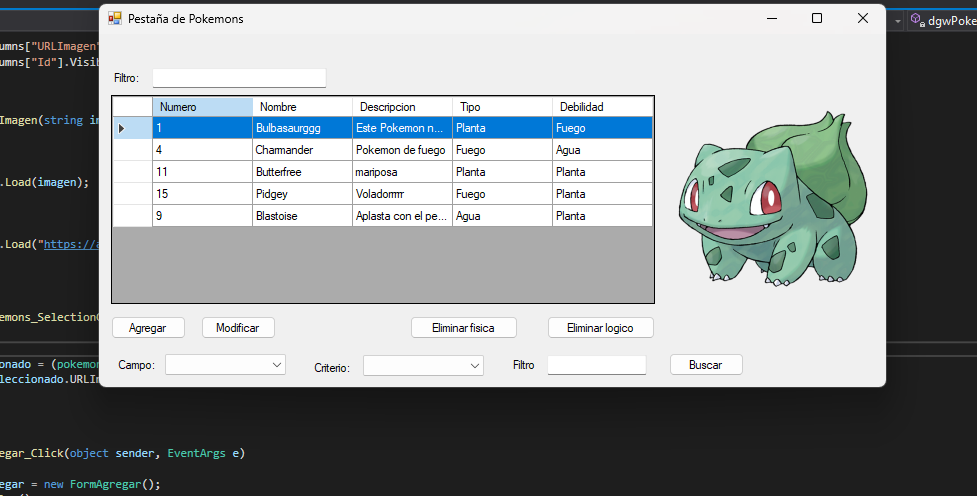 Pestaña de Pokemons
dgwPoke
umns["URLImagen"
umns["Id"].Visib
Filtro:
Numero Nombre Descripcion Tipo Debilidad
1 Bulbasaurggg Este Pokemon n... Planta Fuego
4 Charmander Pokemon de fuego Fuego Agua
11 Butterfree mariposa Planta Planta
15 Pidgey Voladorrrrr Fuego Planta
9 Blastoise Aplasta con el pe... Agua Planta
Imagen(string im
.Load(imagen);
.Load("https://a
emons_Selection
Agregar Modificar Eliminar fisica Eliminar logico
Campo: Criterio: Filtro Buscar
onado = (pokemon
leccionado.URLIm
egar_Click(object sender, EventArgs e)
egar = new FormAgregar();